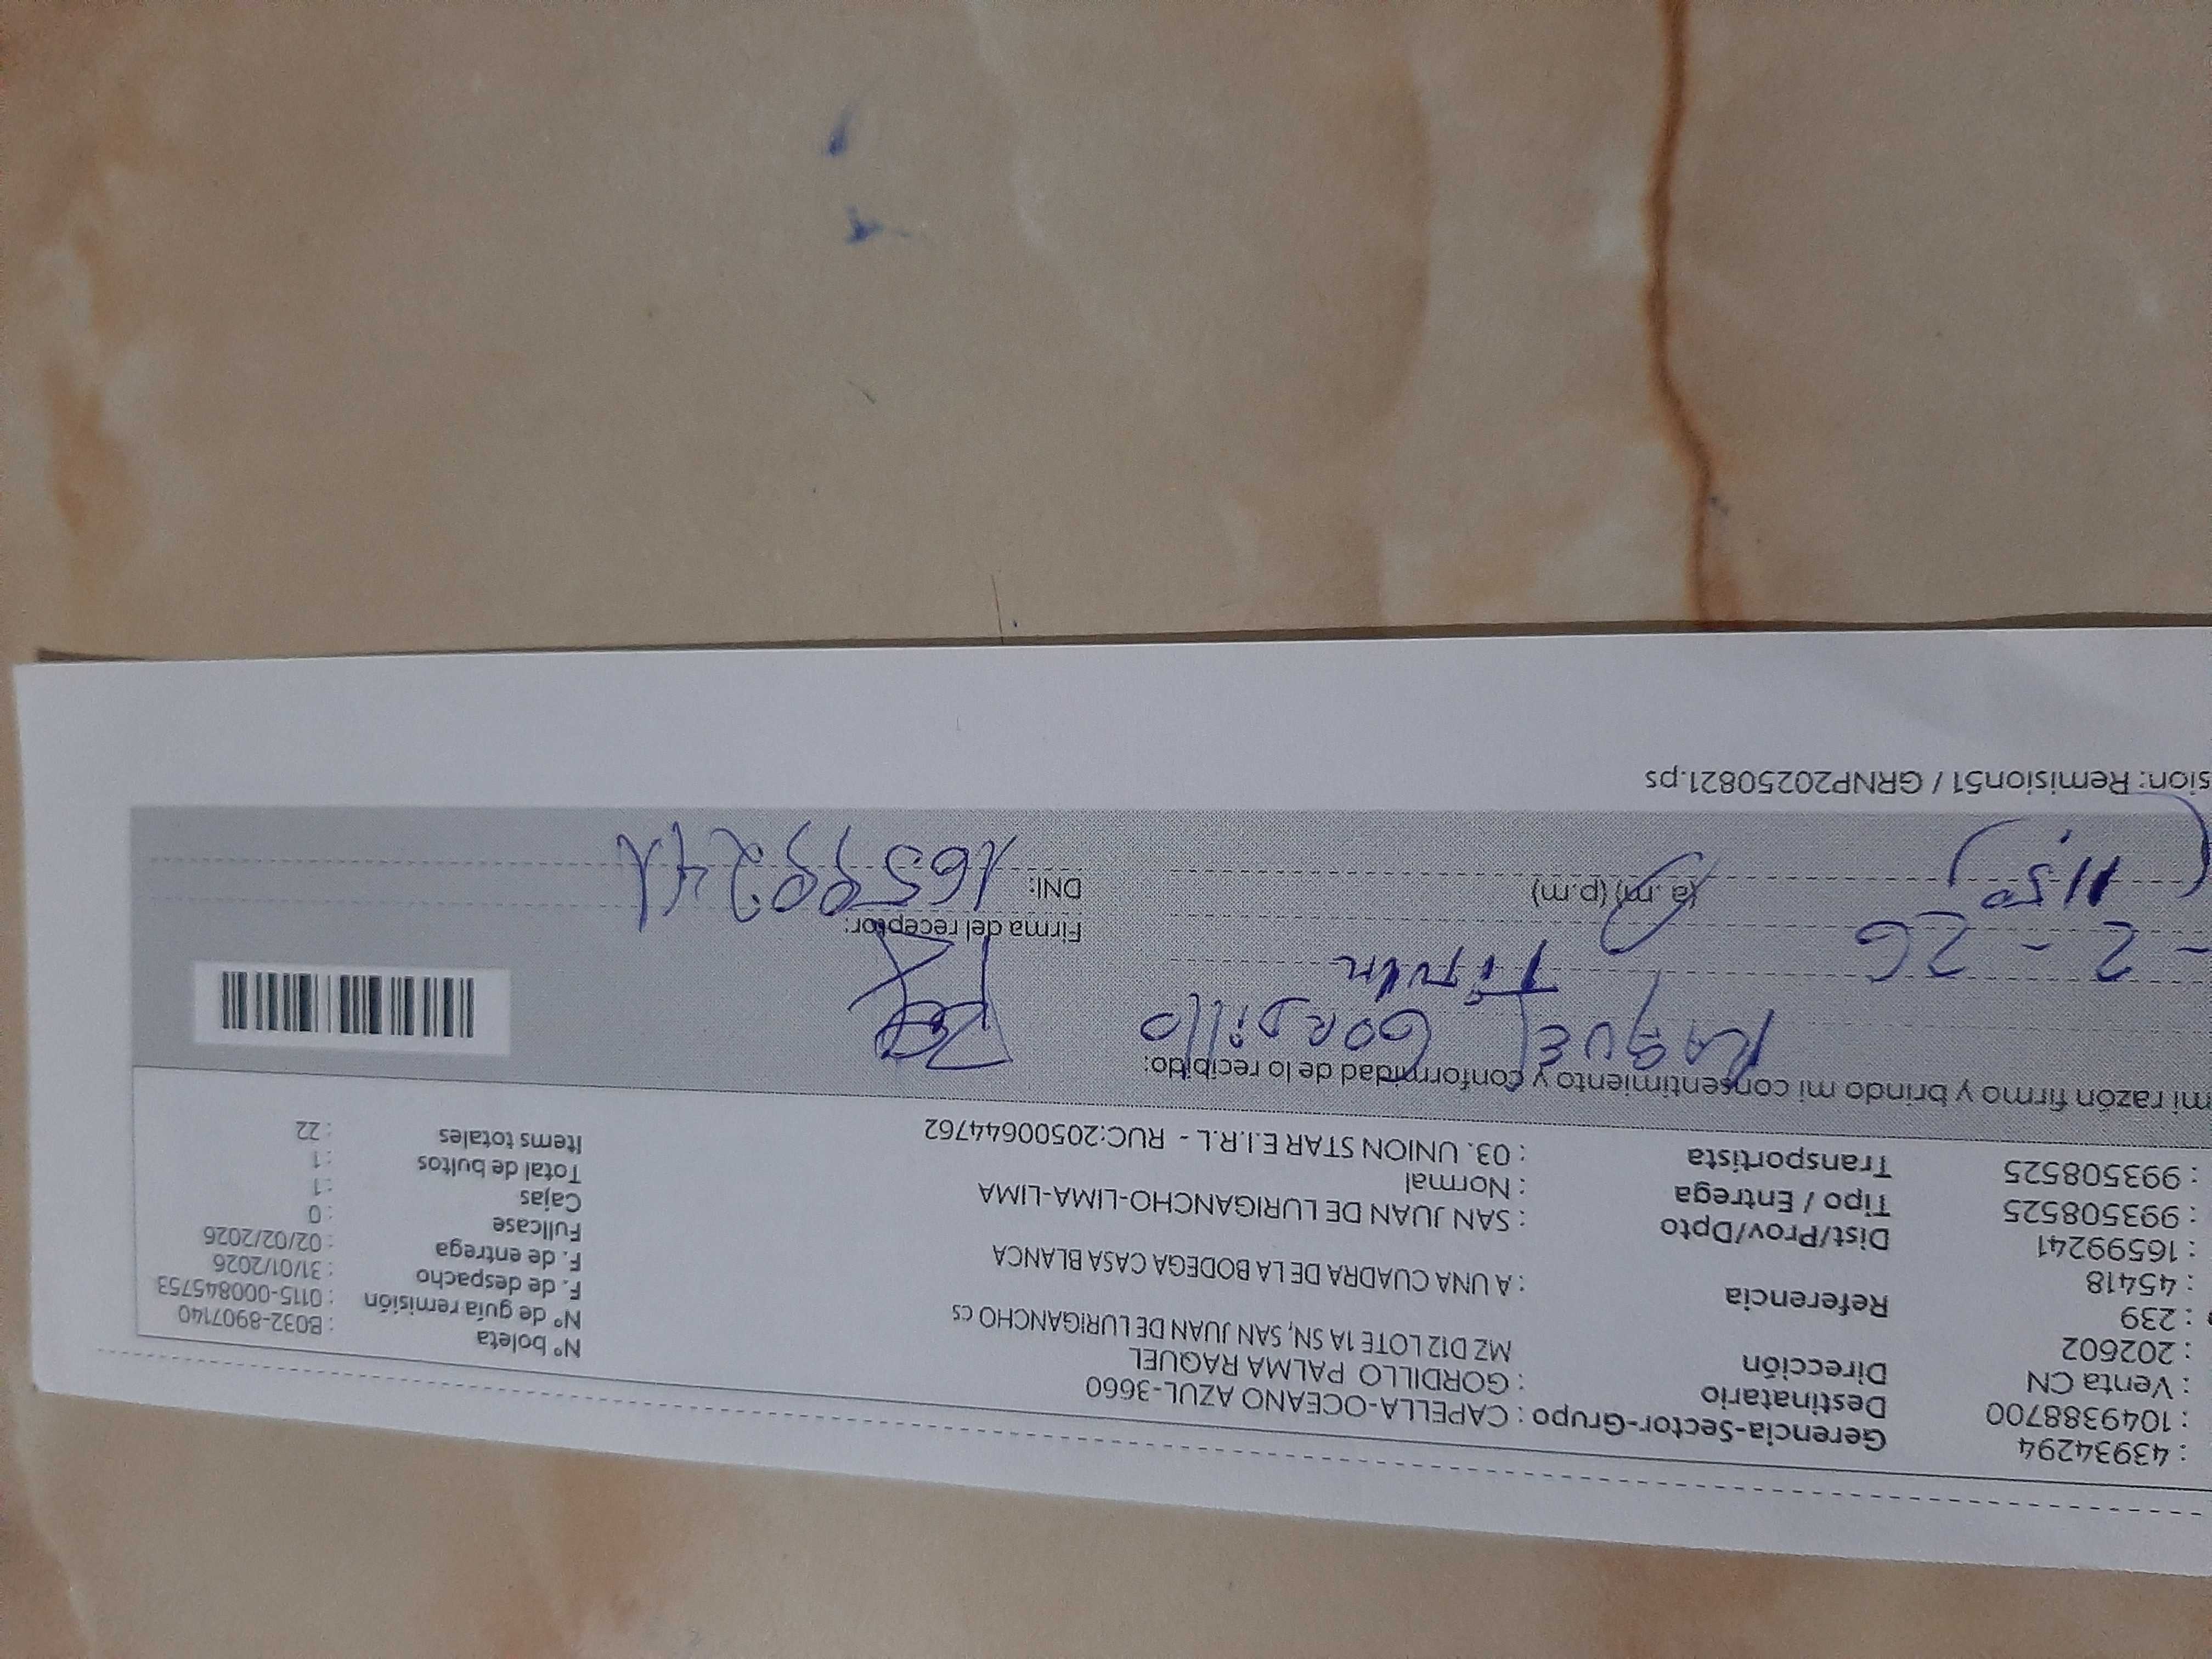 : 43934294 Gerencia-Sector-Grupo : CAPELLA-OCEANO AZUL-3660
: 1049388700 Destinatario : GORDILLO PALMA RAQUEL
: Venta CN Dirección MZ D12 LOTE 1A SN, SAN JUAN DE LURIGANCHO cs
: 202602
: 239 Referencia : A UNA CUADRA DE LA BODEGA CASA BLANCA
: 45418
: 16599241 Dist/Prov/Dpto : SAN JUAN DE LURIGANCHO-LIMA-LIMA
: 993508525 Tipo / Entrega : Normal
: 993508525 Transportista : 03. UNION STAR E.I.R.L - RUC:20500644762
N° boleta : B032-8907140
N° de guía remisión : 0115-000845753
F. de despacho : 31/01/2026
F. de entrega : 02/02/2026
Fullcase : 0
Cajas : 1
Total de bultos : 1
Items totales : 22
mi razón firmo y brindo mi consentimiento y conformidad de lo recibido:
RAQUEL GORDillO
- 2 - 26
Firma del receptor:
11.50 (a.m) (p.m)
DNI: 16599241
sion: Remision51 / GRNP20250821.ps